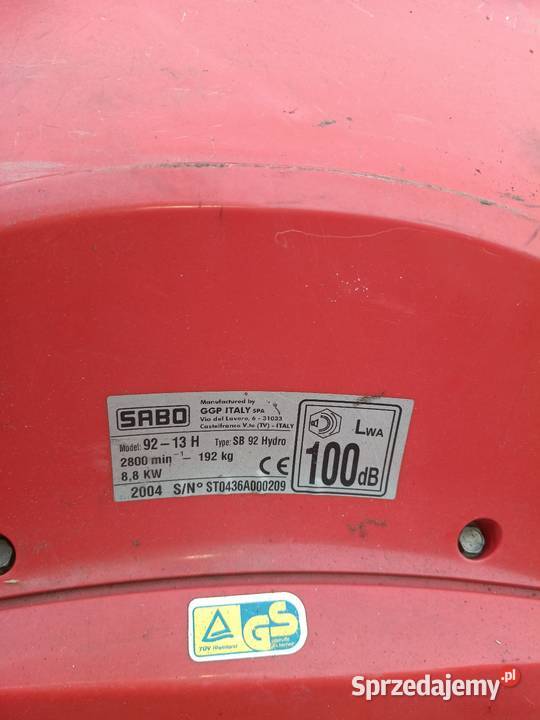 SABO
Manufactured by
GGP ITALY SPA
Via del Lavoro, 6 - 31033
Castelfranco V.to (TV) - ITALY
Model: 92-13 H Type: SB 92 Hydro
2800 min⁻¹ - 192 kg
8,8 KW
CE
2004 S/N° ST0436A000209
LWA
100dB
TÜV Rheinland
GS
geprüfte
Sicherheit
Sprzedajemy.pl